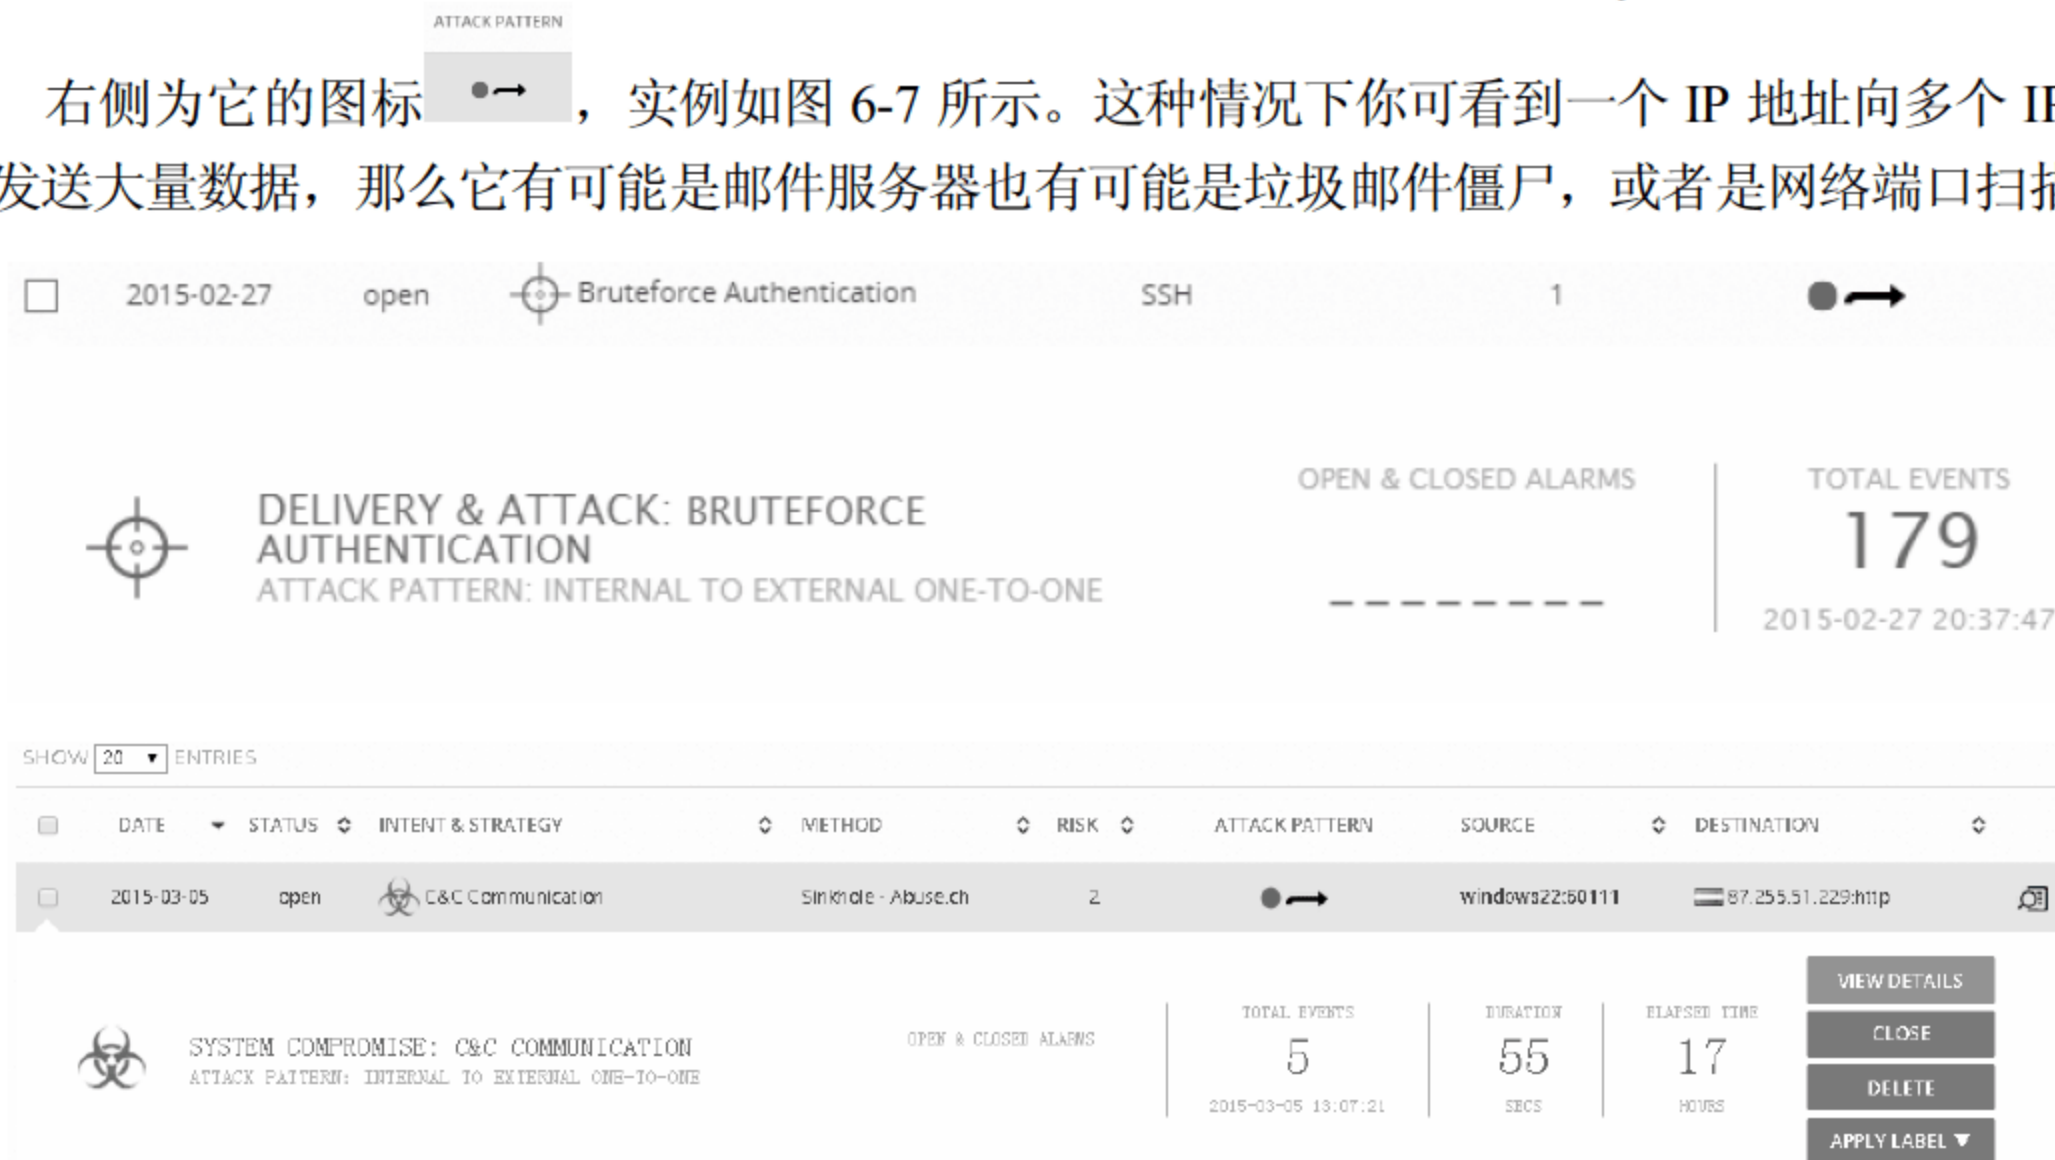 ATTACK PATTERN
右侧为它的图标，实例如图 6-7 所示。这种情况下你可看到一个 IP 地址向多个 IP
发送大量数据，那么它有可能是邮件服务器也有可能是垃圾邮件僵尸，或者是网络端口扫描
2015-02-27 open Bruteforce Authentication SSH 1
DELIVERY & ATTACK: BRUTEFORCE
AUTHENTICATION
ATTACK PATTERN: INTERNAL TO EXTERNAL ONE-TO-ONE
OPEN & CLOSED ALARMS
TOTAL EVENTS
179
2015-02-27 20:37:47
SHOW 20 ENTRIES
DATE STATUS INTENT & STRATEGY METHOD RISK ATTACK PATTERN SOURCE DESTINATION
2015-03-05 open C&C Communication Sinkhole - Abuse.ch 2 windows22:60111 87.255.51.229:http
SYSTEM COMPROMISE: C&C COMMUNICATION
ATTACK PATTERN: INTERNAL TO EXTERNAL ONE-TO-ONE
OPEN & CLOSED ALARMS
TOTAL EVENTS
5
2015-03-05 13:07:21
DURATION
55
SECS
ELAPSED TIME
17
HOURS
VIEW DETAILS
CLOSE
DELETE
APPLY LABEL